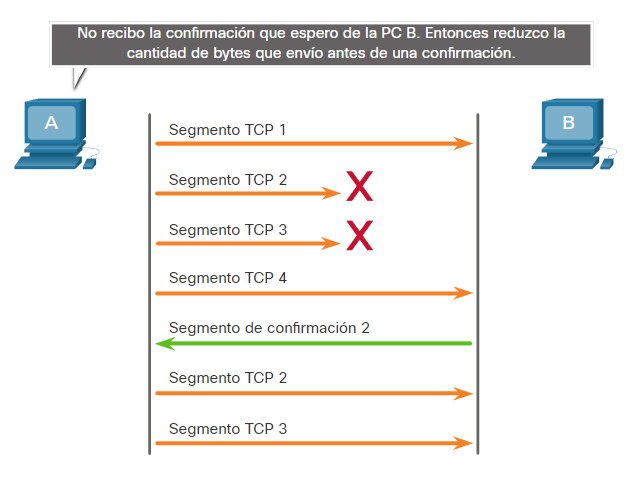 No recibo la confirmación que espero de la PC B. Entonces reduzco la
cantidad de bytes que envío antes de una confirmación.
A
B
Segmento TCP 1
Segmento TCP 2
X
Segmento TCP 3
X
Segmento TCP 4
Segmento de confirmación 2
Segmento TCP 2
Segmento TCP 3